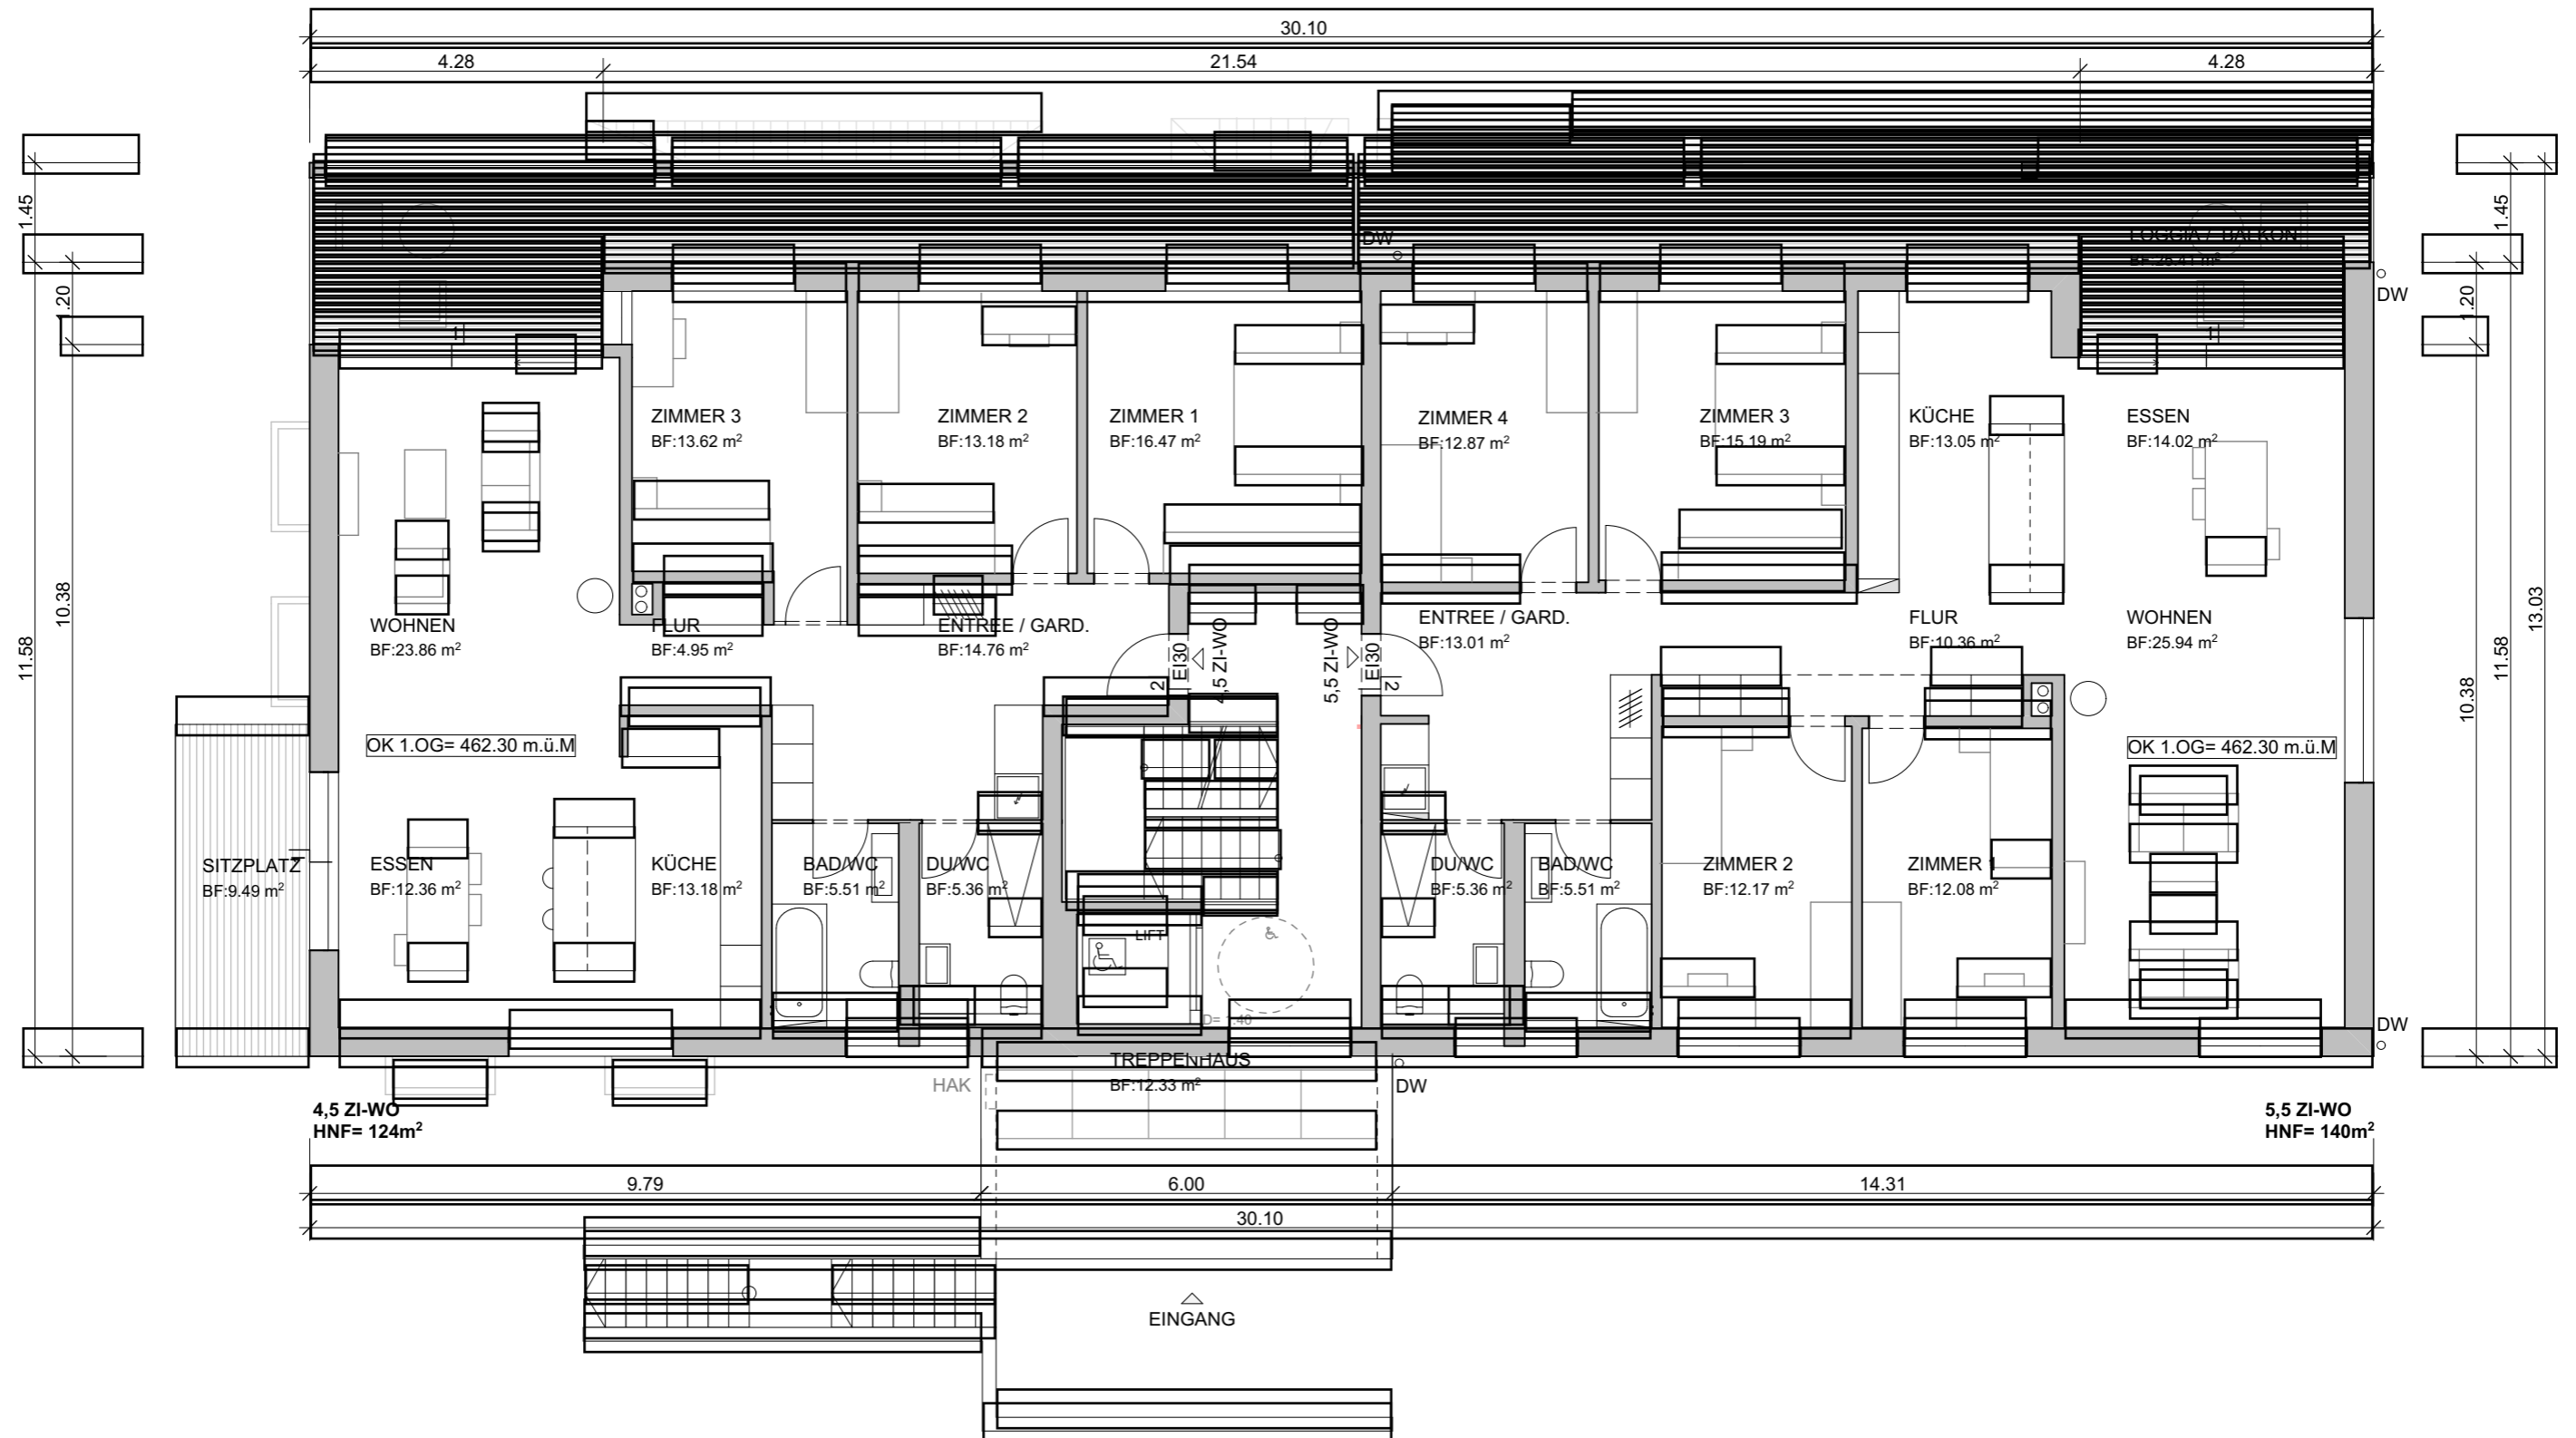 30.10
4.28
21.54
4.28
1.45
1.45
DW
LOGGIA / BALKON
DW
1.20
ZIMMER 3
BF:13.62 m²
ZIMMER 2
BF:13.18 m²
ZIMMER 1
BF:16.47 m²
ZIMMER 4
BF:12.87 m²
ZIMMER 3
BF:15.19 m²
KÜCHE
BF:13.05 m²
ESSEN
BF:14.02 m²
10.38
11.58
13.03
11.58
10.38
WOHNEN
BF:23.86 m²
FLUR
BF:4.95 m²
ENTREE / GARD.
BF:14.76 m²
EI30
2
4,5 ZI-WO
5,5 ZI-WO
EI30
2
ENTREE / GARD.
BF:13.01 m²
FLUR
BF:10.36 m²
WOHNEN
BF:25.94 m²
OK 1.OG= 462.30 m.ü.M
OK 1.OG= 462.30 m.ü.M
SITZPLATZ
BF:9.49 m²
ESSEN
BF:12.36 m²
KÜCHE
BF:13.18 m²
BAD/WC
BF:5.51 m²
DU/WC
BF:5.36 m²
LIFT
DU/WC
BF:5.36 m²
BAD/WC
BF:5.51 m²
ZIMMER 2
BF:12.17 m²
ZIMMER 1
BF:12.08 m²
DW
TREPPENHAUS
BF:12.33 m²
HAK
DW
4,5 ZI-WO
HNF= 124m²
5,5 ZI-WO
HNF= 140m²
9.79
6.00
14.31
30.10
EINGANG